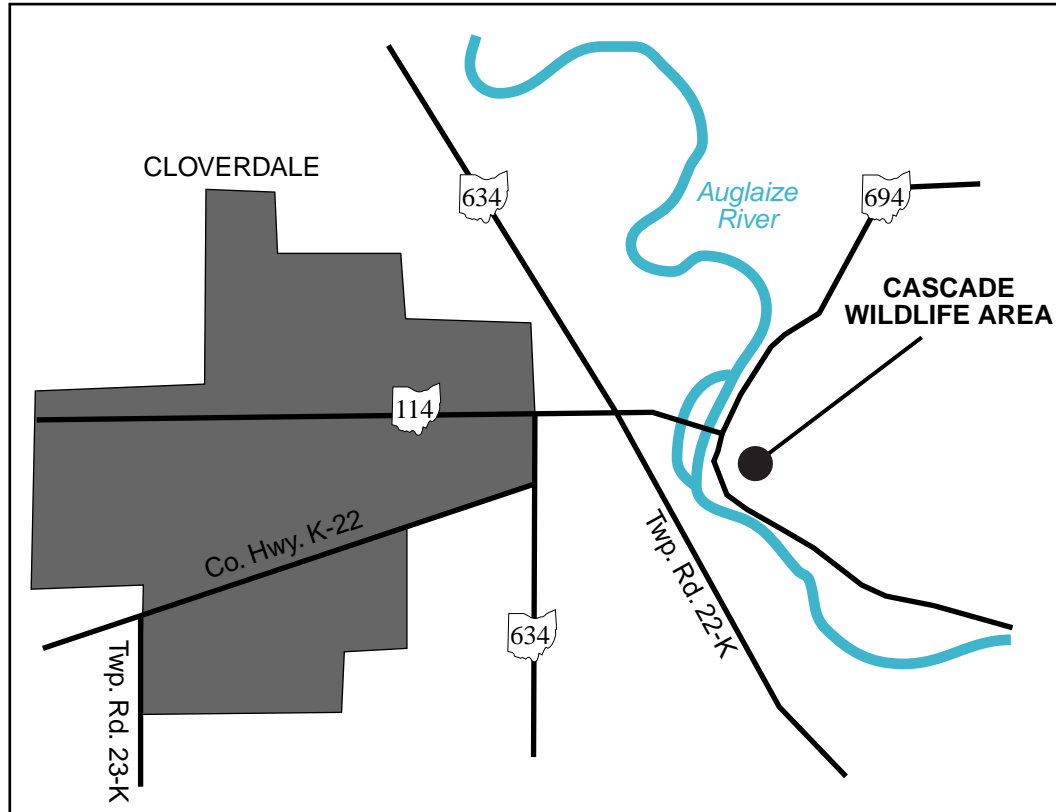 CLOVERDALE
634
Auglaize
River
694
CASCADE
WILDLIFE AREA
114
Co. Hwy. K-22
Twp. Rd. 22-K
634
Twp. Rd. 23-K